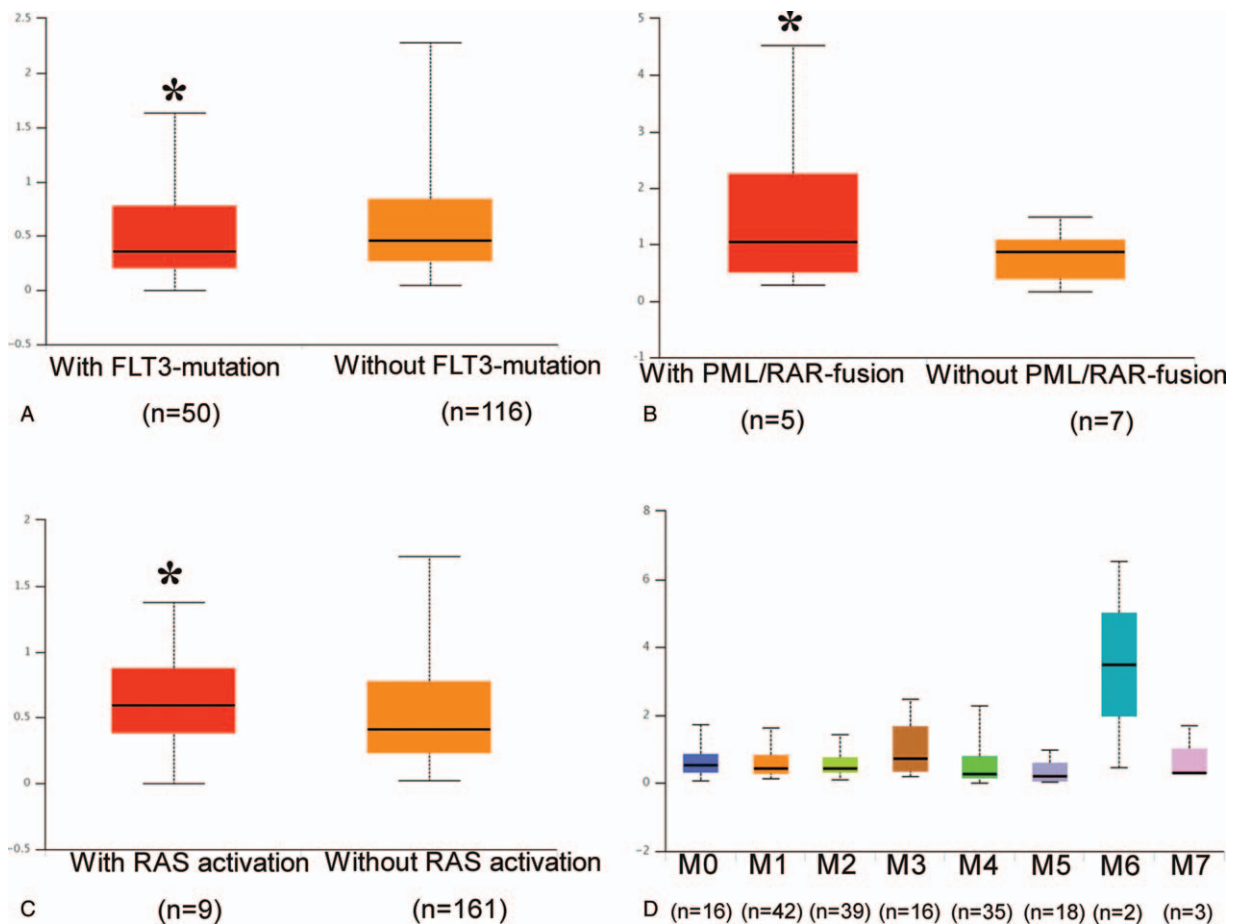 2.5
2
1.5
1
0.5
0
-0.5
*
With FLT3-mutation
Without FLT3-mutation
A
(n=50)
(n=116)
5
4
3
2
1
0
-1
*
With PML/RAR-fusion
Without PML/RAR-fusion
B
(n=5)
(n=7)
2
1.5
1
0.5
0
-0.5
*
With RAS activation
Without RAS activation
C
(n=9)
(n=161)
8
6
4
2
0
-2
M0 M1 M2 M3 M4 M5 M6 M7
D (n=16) (n=42) (n=39) (n=16) (n=35) (n=18) (n=2) (n=3)